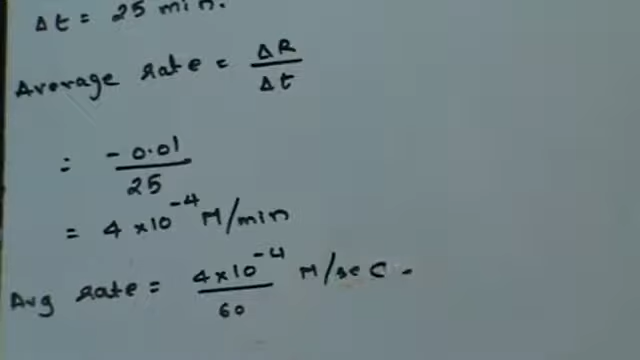 Δt = 25 min.
Average rate = ΔR / Δt
= -0.01 / 25
= 4 × 10⁻⁴ M/min
Avg rate = 4×10⁻⁴ / 60 M/sec.